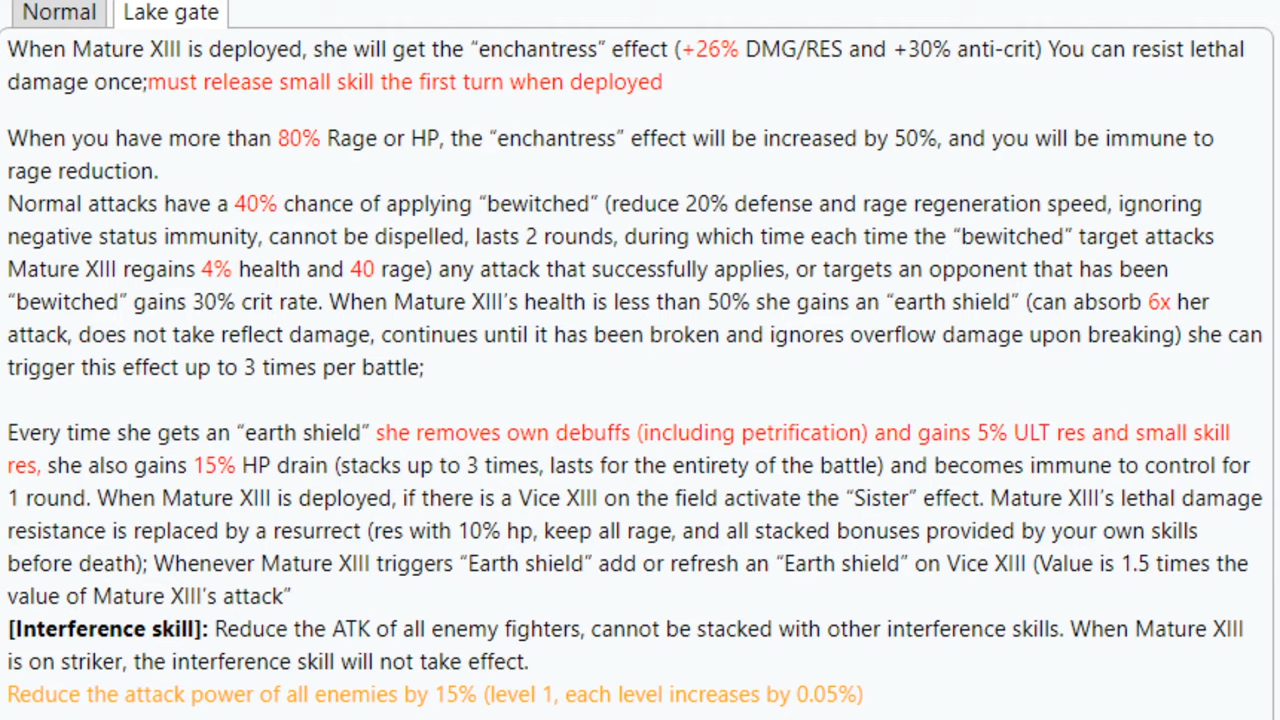 Normal Lake gate
When Mature XIII is deployed, she will get the “enchantress” effect (+26% DMG/RES and +30% anti-crit) You can resist lethal
damage once;must release small skill the first turn when deployed
When you have more than 80% Rage or HP, the “enchantress” effect will be increased by 50%, and you will be immune to
rage reduction.
Normal attacks have a 40% chance of applying “bewitched” (reduce 20% defense and rage regeneration speed, ignoring
negative status immunity, cannot be dispelled, lasts 2 rounds, during which time each time the “bewitched” target attacks
Mature XIII regains 4% health and 40 rage) any attack that successfully applies, or targets an opponent that has been
“bewitched” gains 30% crit rate. When Mature XIII’s health is less than 50% she gains an “earth shield” (can absorb 6x her
attack, does not take reflect damage, continues until it has been broken and ignores overflow damage upon breaking) she can
trigger this effect up to 3 times per battle;
Every time she gets an “earth shield” she removes own debuffs (including petrification) and gains 5% ULT res and small skill
res, she also gains 15% HP drain (stacks up to 3 times, lasts for the entirety of the battle) and becomes immune to control for
1 round. When Mature XIII is deployed, if there is a Vice XIII on the field activate the “Sister” effect. Mature XIII’s lethal damage
resistance is replaced by a resurrect (res with 10% hp, keep all rage, and all stacked bonuses provided by your own skills
before death); Whenever Mature XIII triggers “Earth shield” add or refresh an “Earth shield” on Vice XIII (Value is 1.5 times the
value of Mature XIII’s attack”
[Interference skill]: Reduce the ATK of all enemy fighters, cannot be stacked with other interference skills. When Mature XIII
is on striker, the interference skill will not take effect.
Reduce the attack power of all enemies by 15% (level 1, each level increases by 0.05%)